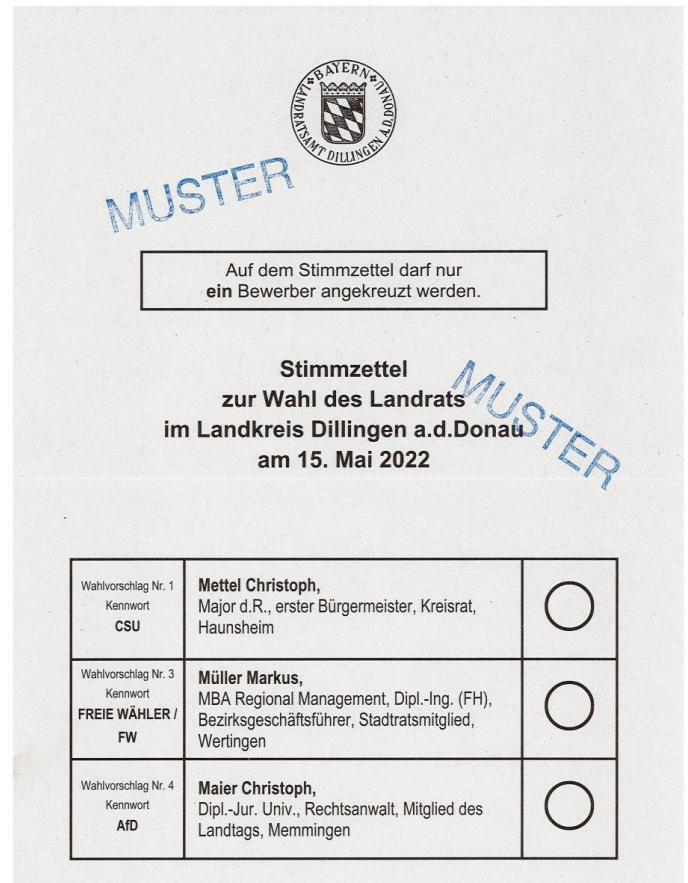 BAYERN
LANDRATSAMT DILLINGEN A.D.DONAU
MUSTER
Auf dem Stimmzettel darf nur
ein Bewerber angekreuzt werden.
Stimmzettel
zur Wahl des Landrats
im Landkreis Dillingen a.d.Donau
am 15. Mai 2022
MUSTER
Wahlvorschlag Nr. 1
Kennwort
CSU
Mettel Christoph,
Major d.R., erster Bürgermeister, Kreisrat,
Haunsheim
Wahlvorschlag Nr. 3
Kennwort
FREIE WÄHLER /
FW
Müller Markus,
MBA Regional Management, Dipl.-Ing. (FH),
Bezirksgeschäftsführer, Stadtratsmitglied,
Wertingen
Wahlvorschlag Nr. 4
Kennwort
AfD
Maier Christoph,
Dipl.-Jur. Univ., Rechtsanwalt, Mitglied des
Landtags, Memmingen